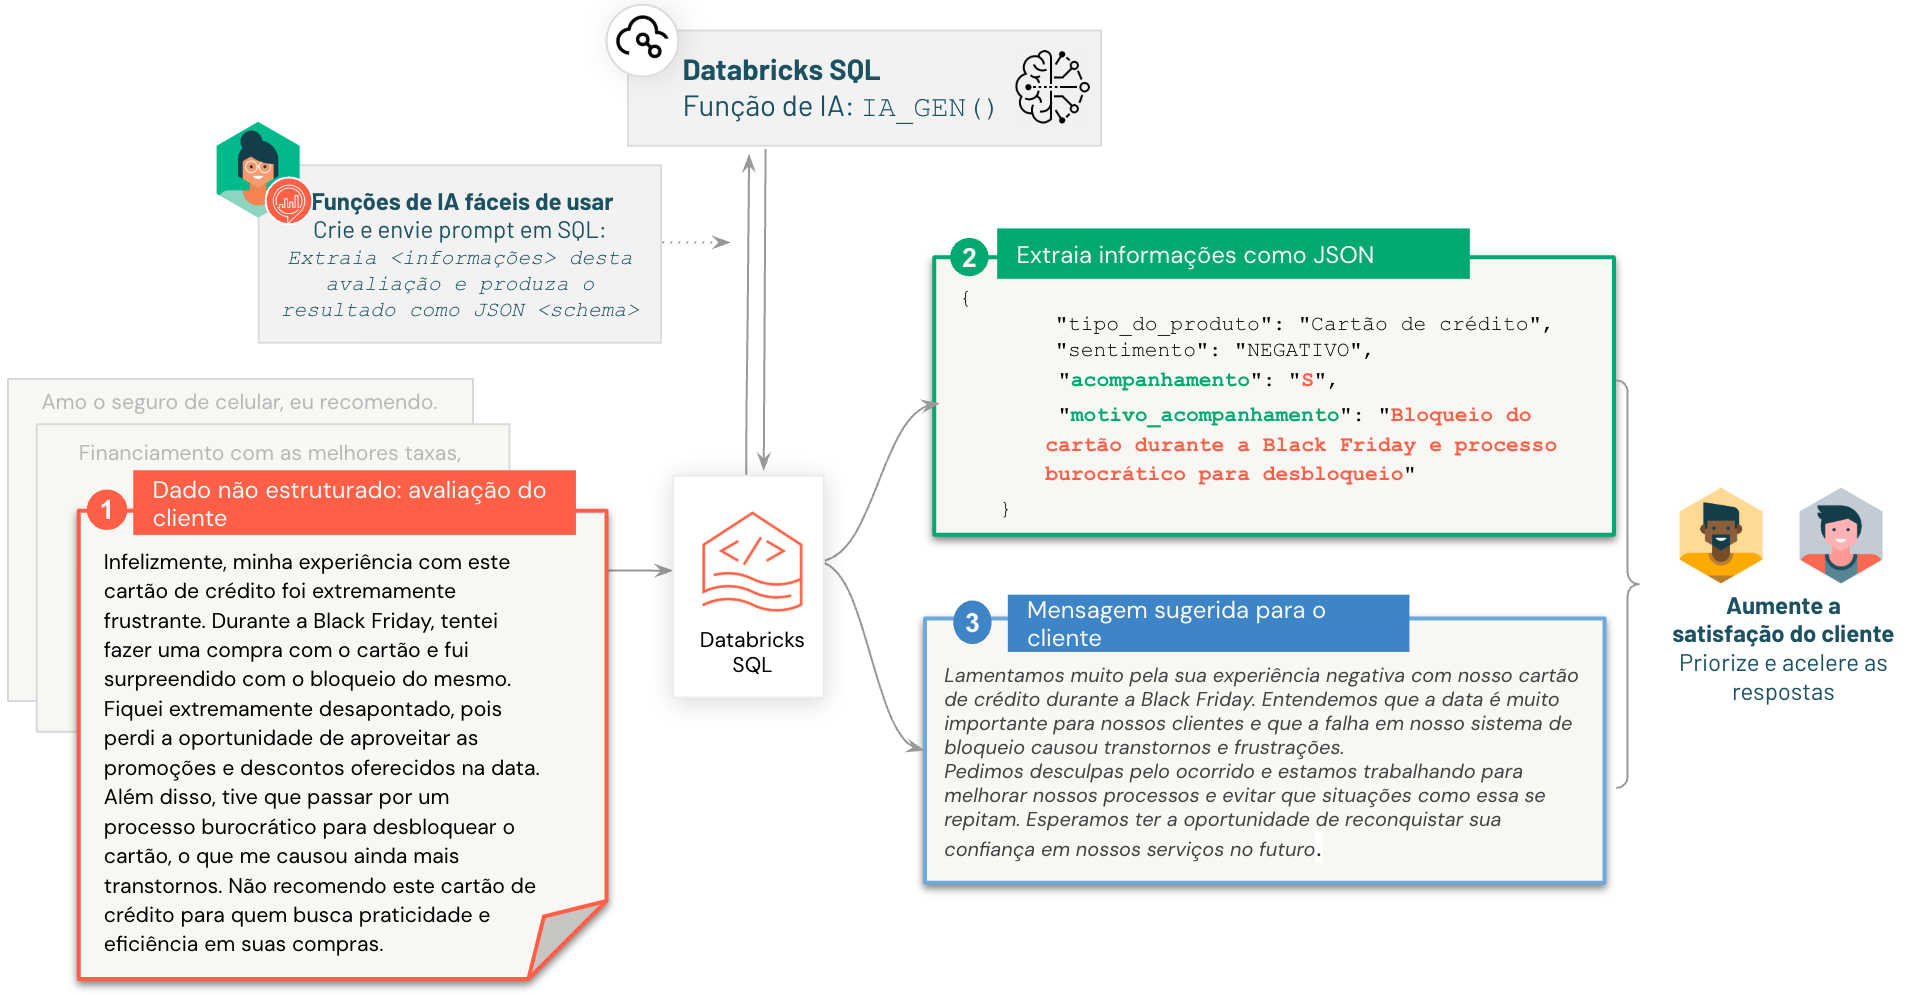 Databricks SQL
Função de IA: IA_GEN()
Funções de IA fáceis de usar
Crie e envie prompt em SQL:
Extraia <informações> desta
avaliação e produza o
resultado como JSON <schema>
Amo o seguro de celular, eu recomendo.
Financiamento com as melhores taxas,
1
Dado não estruturado: avaliação do
cliente
Infelizmente, minha experiência com este
cartão de crédito foi extremamente
frustrante. Durante a Black Friday, tentei
fazer uma compra com o cartão e fui
surpreendido com o bloqueio do mesmo.
Fiquei extremamente desapontado, pois
perdi a oportunidade de aproveitar as
promoções e descontos oferecidos na data.
Além disso, tive que passar por um
processo burocrático para desbloquear o
cartão, o que me causou ainda mais
transtornos. Não recomendo este cartão de
crédito para quem busca praticidade e
eficiência em suas compras.
</>
Databricks
SQL
2
Extraia informações como JSON
{
"tipo_do_produto": "Cartão de crédito",
"sentimento": "NEGATIVO",
"acompanhamento": "S",
"motivo_acompanhamento": "Bloqueio do
cartão durante a Black Friday e processo
burocrático para desbloqueio"
}
3
Mensagem sugerida para o
cliente
Lamentamos muito pela sua experiência negativa com nosso cartão
de crédito durante a Black Friday. Entendemos que a data é muito
importante para nossos clientes e que a falha em nosso sistema de
bloqueio causou transtornos e frustrações.
Pedimos desculpas pelo ocorrido e estamos trabalhando para
melhorar nossos processos e evitar que situações como essa se
repitam. Esperamos ter a oportunidade de reconquistar sua
confiança em nossos serviços no futuro.
Aumente a
satisfação do cliente
Priorize e acelere as
respostas